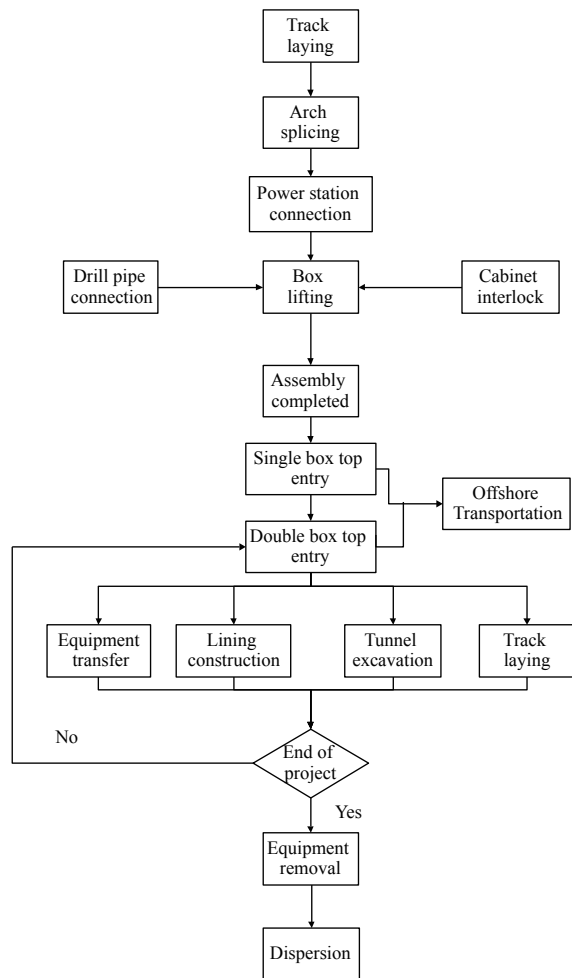 Track
laying
Arch
splicing
Power station
connection
Drill pipe
connection
Box
lifting
Cabinet
interlock
Assembly
completed
Single box top
entry
Offshore
Transportation
Double box top
entry
Equipment
transfer
Lining
construction
Tunnel
excavation
Track
laying
No
End of
project
Yes
Equipment
removal
Dispersion